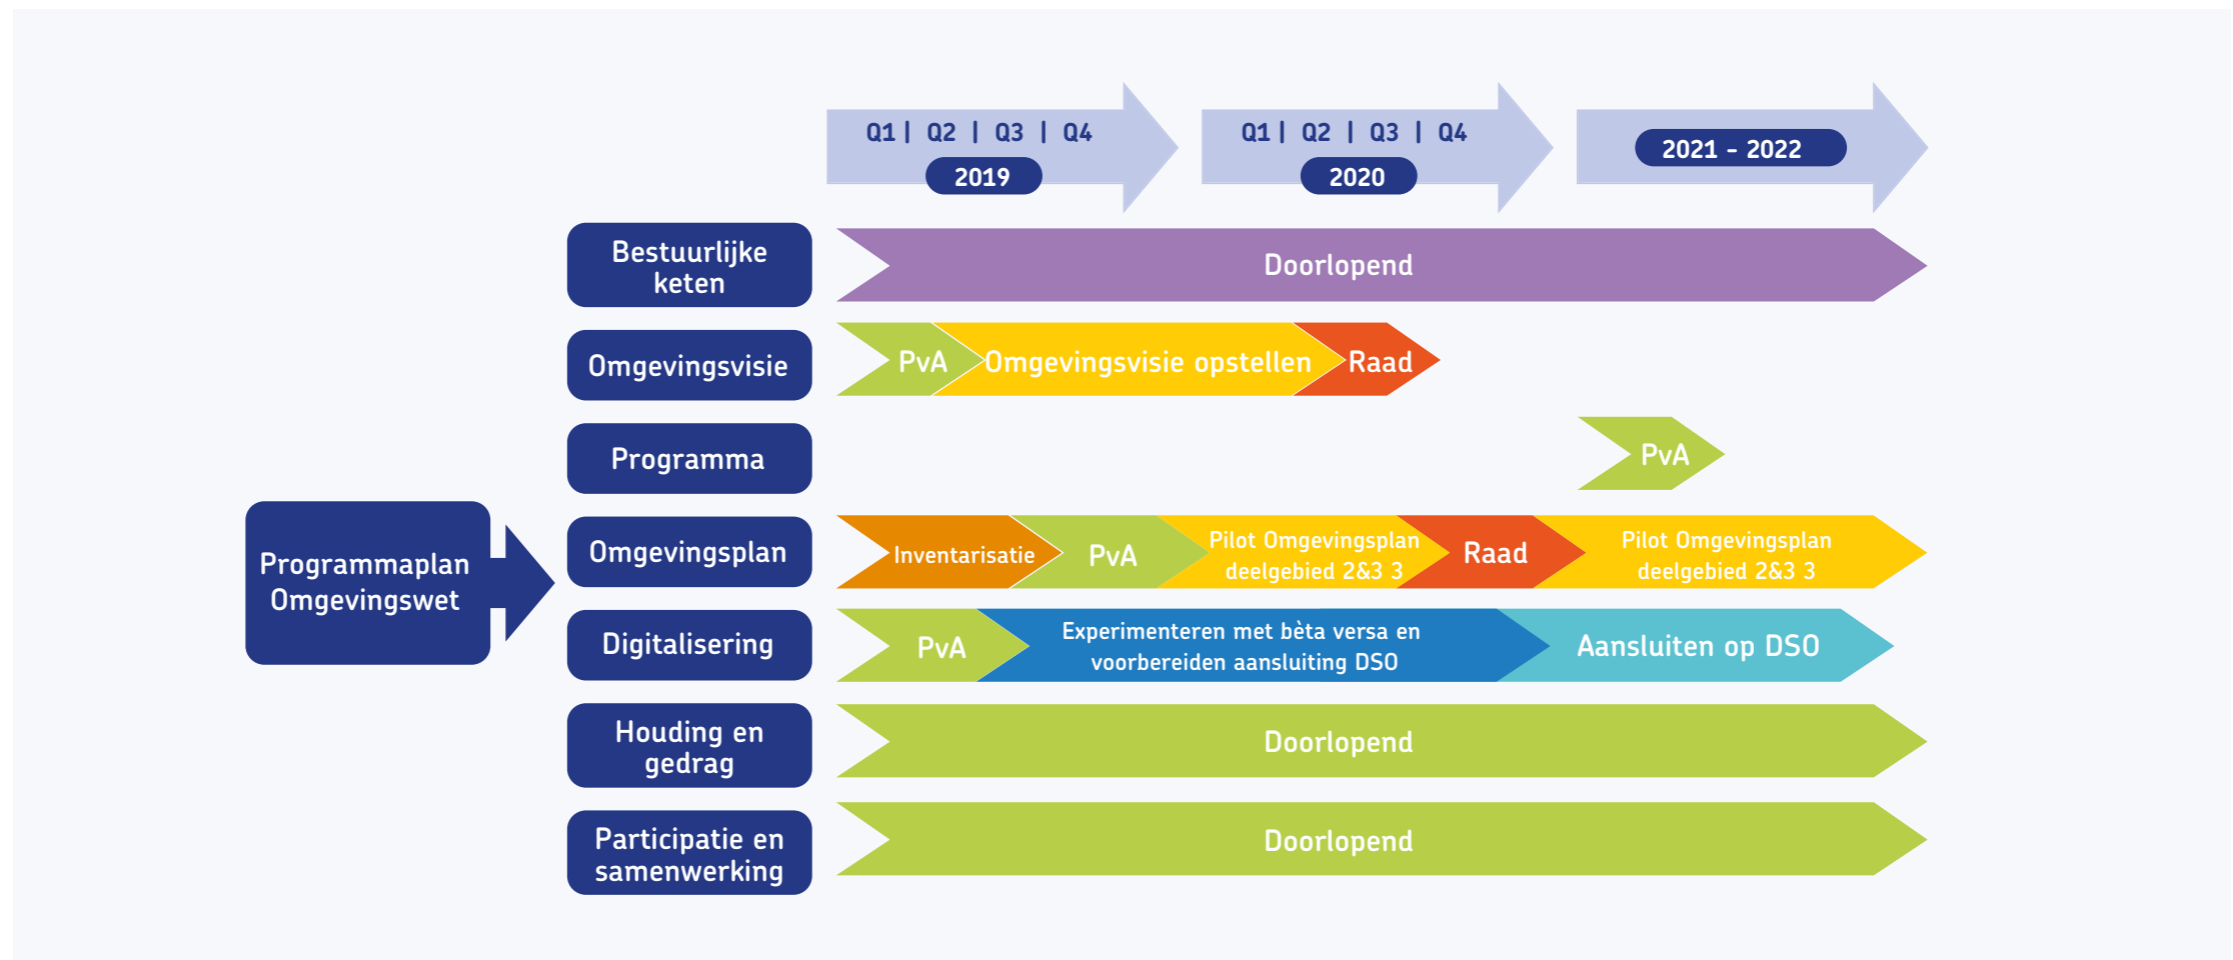 Q1 | Q2 | Q3 | Q4
2019
Q1 | Q2 | Q3 | Q4
2020
2021 - 2022
Programmaplan
Omgevingswet
Bestuurlijke
keten
Doorlopend
Omgevingsvisie
PvA
Omgevingsvisie opstellen
Raad
Programma
PvA
Omgevingsplan
Inventarisatie
PvA
Pilot Omgevingsplan
deelgebied 2&3 3
Raad
Pilot Omgevingsplan
deelgebied 2&3 3
Digitalisering
PvA
Experimenteren met bèta versa en
voorbereiden aansluiting DSO
Aansluiten op DSO
Houding en
gedrag
Doorlopend
Participatie en
samenwerking
Doorlopend